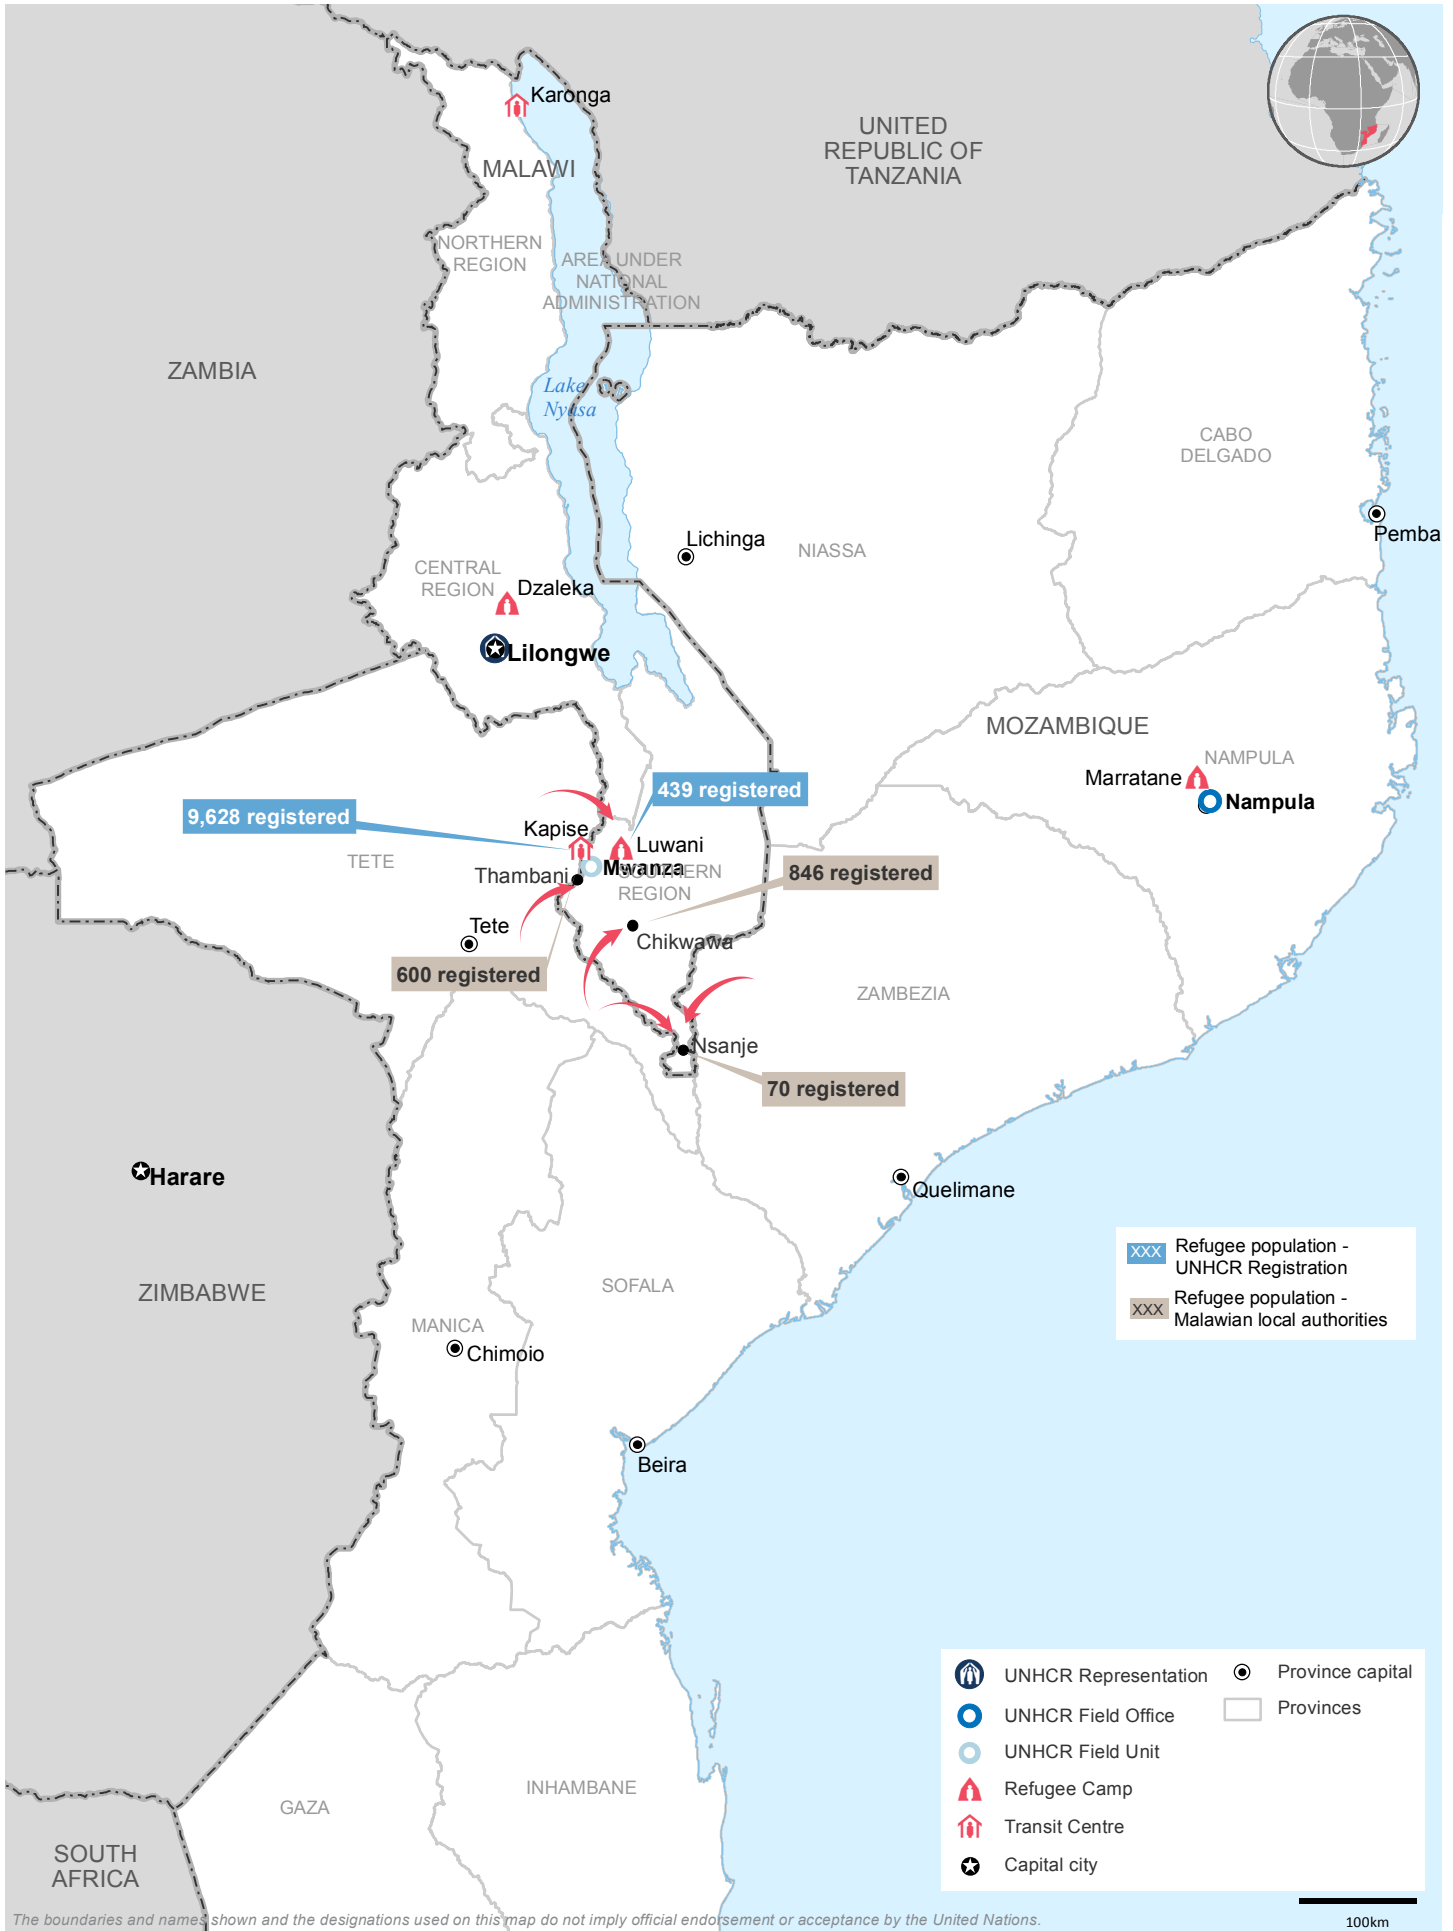 Karonga
UNITED
REPUBLIC OF
TANZANIA
MALAWI
NORTHERN
REGION
AREA UNDER
NATIONAL
ADMINISTRATION
ZAMBIA
Lake
Nyasa
CABO
DELGADO
Pemba
Lichinga
NIASSA
CENTRAL
REGION
Dzaleka
Lilongwe
MOZAMBIQUE
NAMPULA
Marratane
Nampula
439 registered
9,628 registered
Kapise
Luwani
TETE
Thambani
Mwanza
SOUTHERN
REGION
846 registered
Tete
Chikwawa
600 registered
ZAMBEZIA
Nsanje
70 registered
Harare
Quelimane
XXX Refugee population -
UNHCR Registration
XXX Refugee population -
Malawian local authorities
ZIMBABWE
SOFALA
MANICA
Chimoio
Beira
UNHCR Representation
Province capital
UNHCR Field Office
Provinces
UNHCR Field Unit
Refugee Camp
Transit Centre
Capital city
INHAMBANE
GAZA
SOUTH
AFRICA
The boundaries and names shown and the designations used on this map do not imply official endorsement or acceptance by the United Nations.
100km